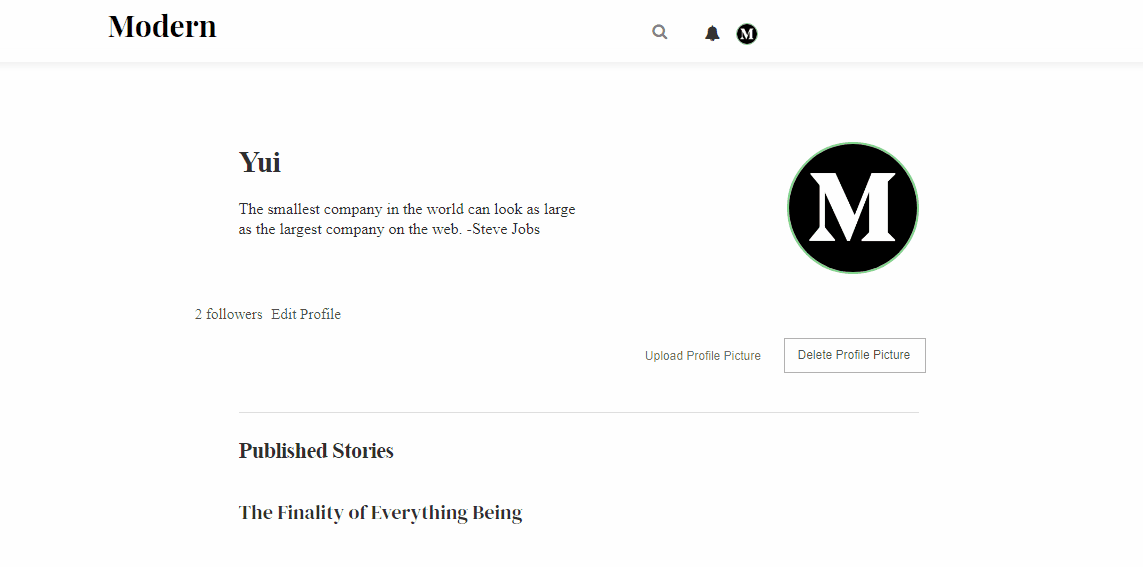 Modern
M
Yui
The smallest company in the world can look as large
as the largest company on the web. -Steve Jobs
M
2 followers Edit Profile
Upload Profile Picture Delete Profile Picture
Published Stories
The Finality of Everything Being